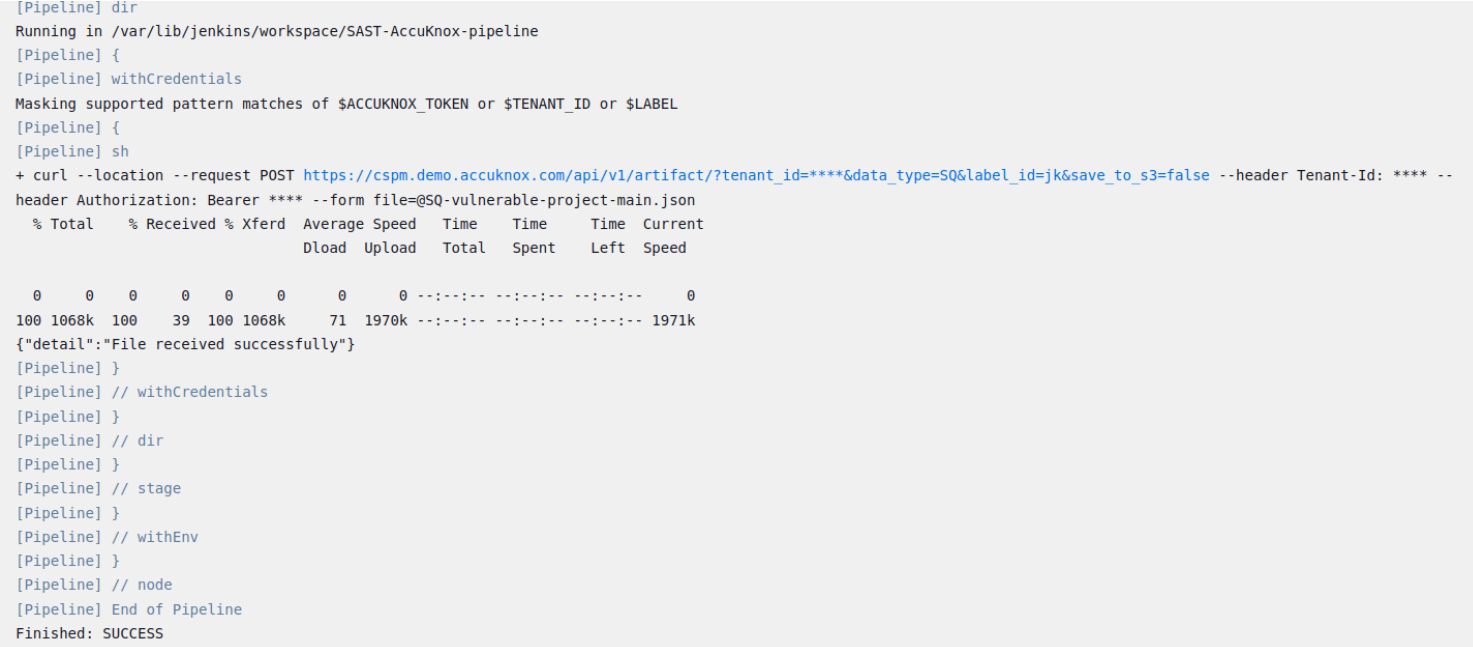 [Pipeline] dir
Running in /var/lib/jenkins/workspace/SAST-AccuKnox-pipeline
[Pipeline] {
[Pipeline] withCredentials
Masking supported pattern matches of $ACCUKNOX_TOKEN or $TENANT_ID or $LABEL
[Pipeline] {
[Pipeline] sh
+ curl --location --request POST https://cspm.demo.accuknox.com/api/v1/artifact/?tenant_id=****&data_type=SQ&label_id=jk&save_to_s3=false --header Tenant-Id: **** --
header Authorization: Bearer **** --form file=@SQ-vulnerable-project-main.json
  % Total    % Received % Xferd  Average Speed   Time    Time     Time  Current
                                 Dload  Upload   Total   Spent    Left  Speed
  0     0    0     0    0     0      0      0 --:--:-- --:--:-- --:--:--     0
100 1068k  100    39  100 1068k     71  1970k --:--:-- --:--:-- --:--:-- 1971k
{"detail":"File received successfully"}
[Pipeline] }
[Pipeline] // withCredentials
[Pipeline] }
[Pipeline] // dir
[Pipeline] }
[Pipeline] // stage
[Pipeline] }
[Pipeline] // withEnv
[Pipeline] }
[Pipeline] // node
[Pipeline] End of Pipeline
Finished: SUCCESS